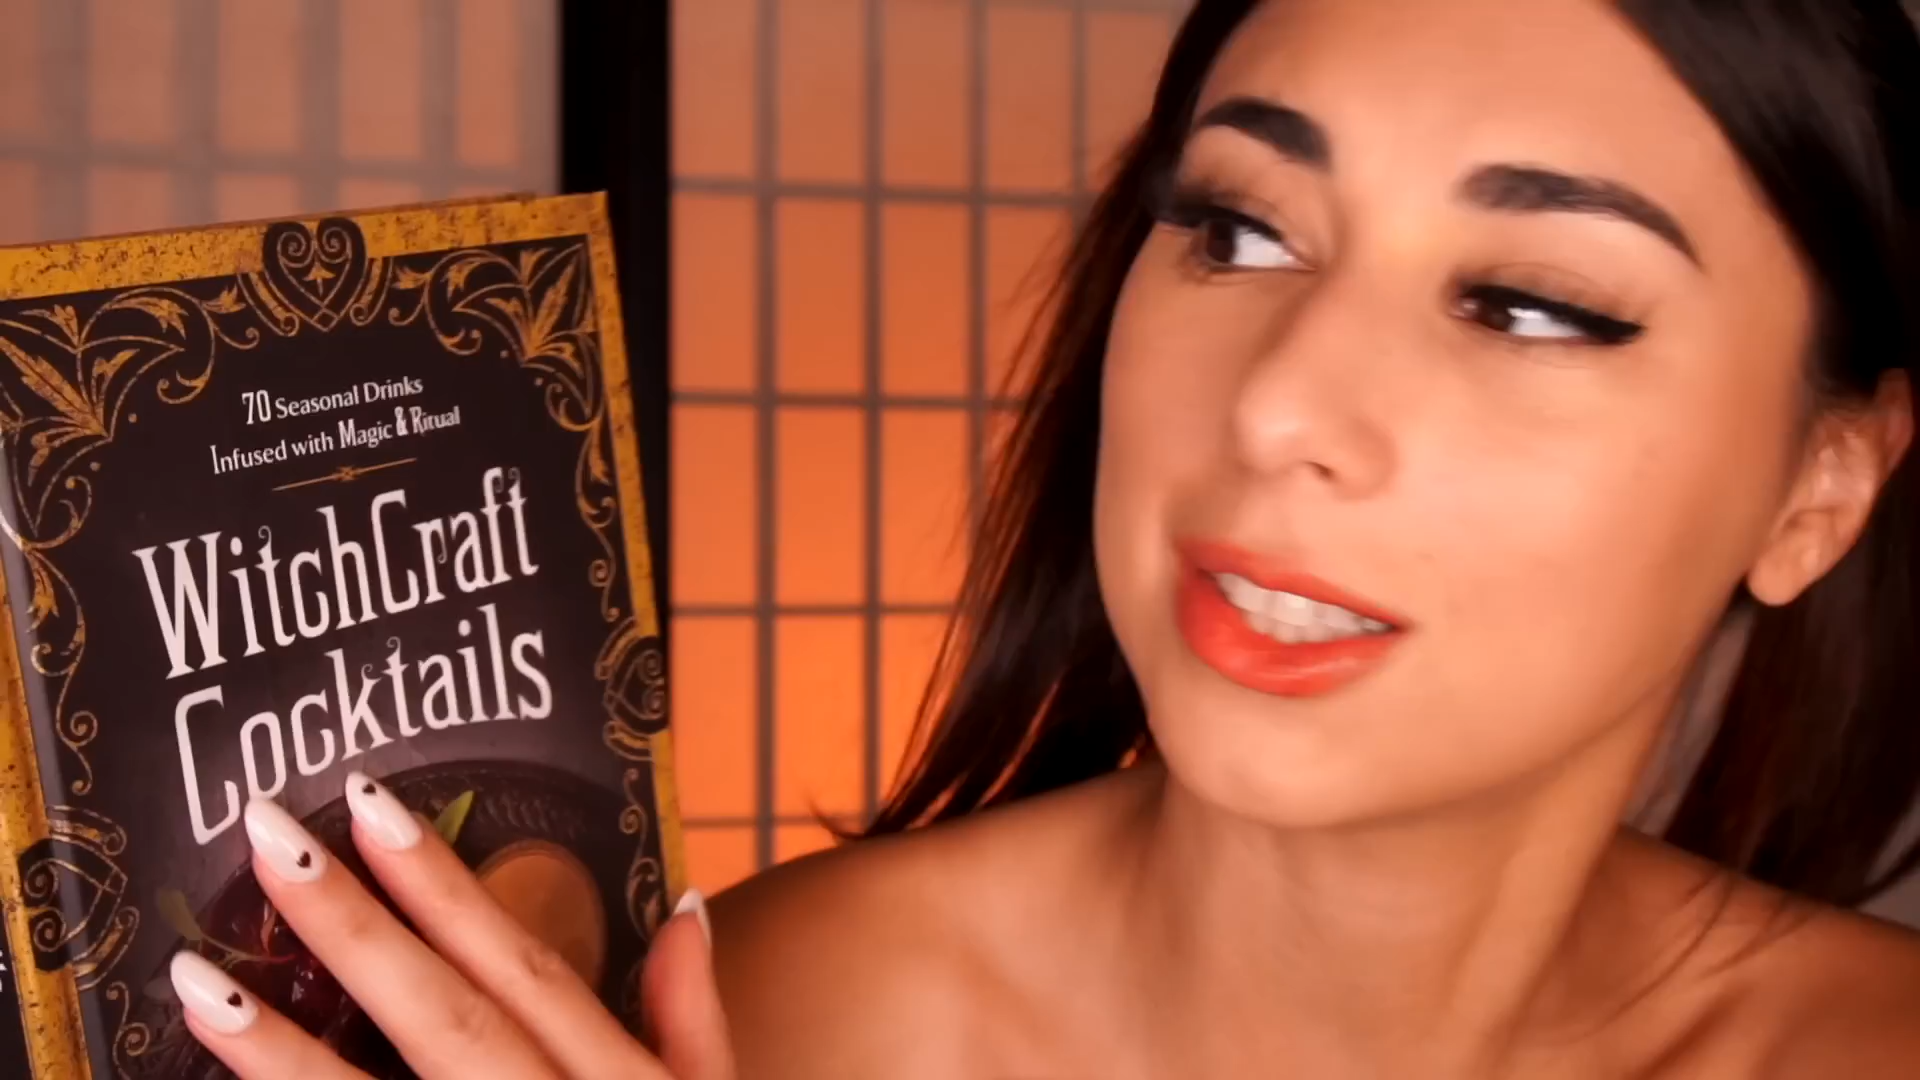 70 Seasonal Drinks
Infused with Magic & Ritual
WitchCraft
Cocktails